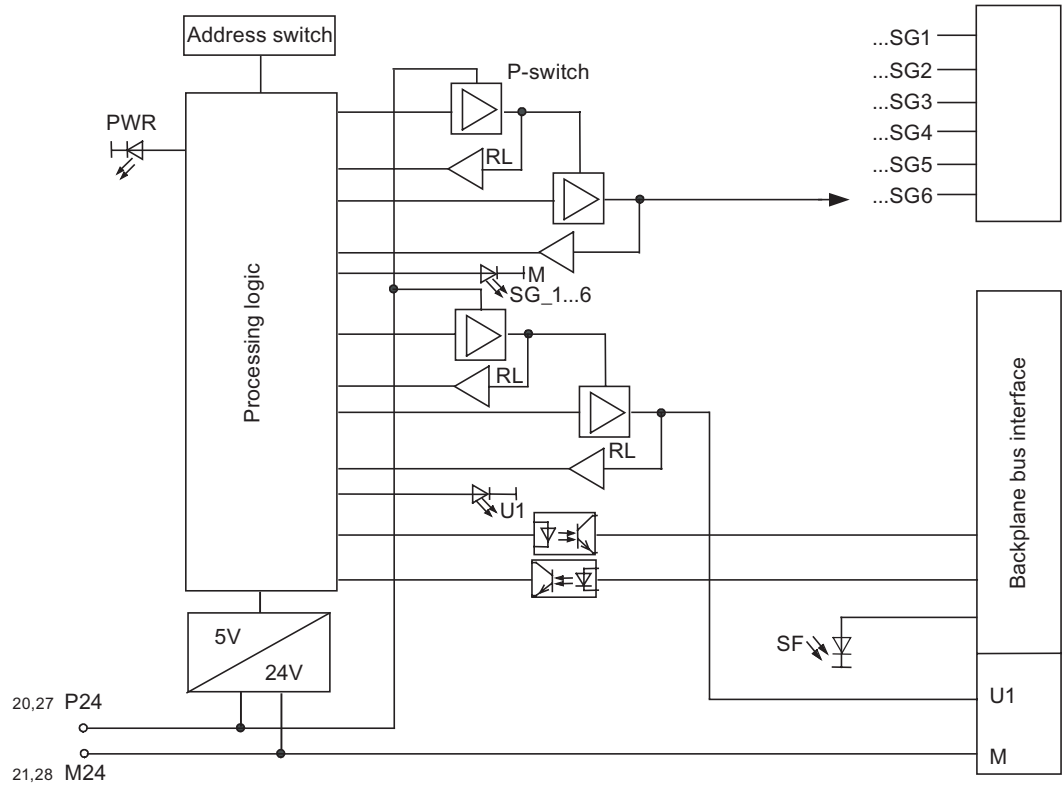 Address switch
P-switch
...SG1
...SG2
...SG3
...SG4
...SG5
...SG6
PWR
RL
Processing logic
M
SG_1...6
RL
RL
U1
Backplane bus interface
5V
24V
SF
20,27 P24
U1
21,28 M24
M